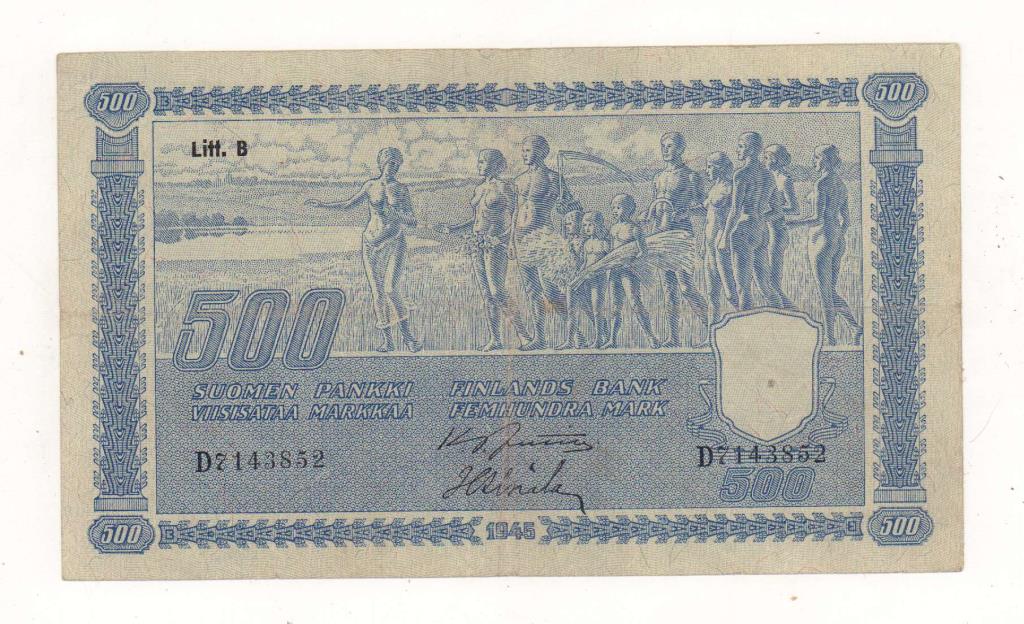 500 500
Litt. B
500
SUOMEN PANKKI FINLANDS BANK
VIISISATAA MARKKAA FEMHUNDRA MARK
D7143852 D7143852
500
500 1945 500